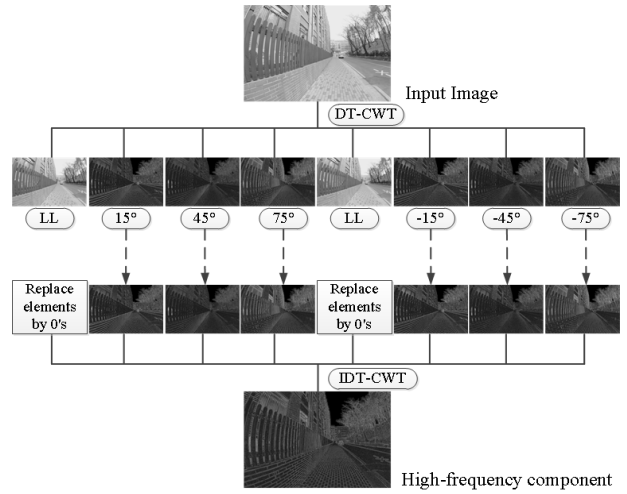 Input Image
DT-CWT
LL
15°
45°
75°
LL
-15°
-45°
-75°
Replace
elements
by 0's
Replace
elements
by 0's
IDT-CWT
High-frequency component